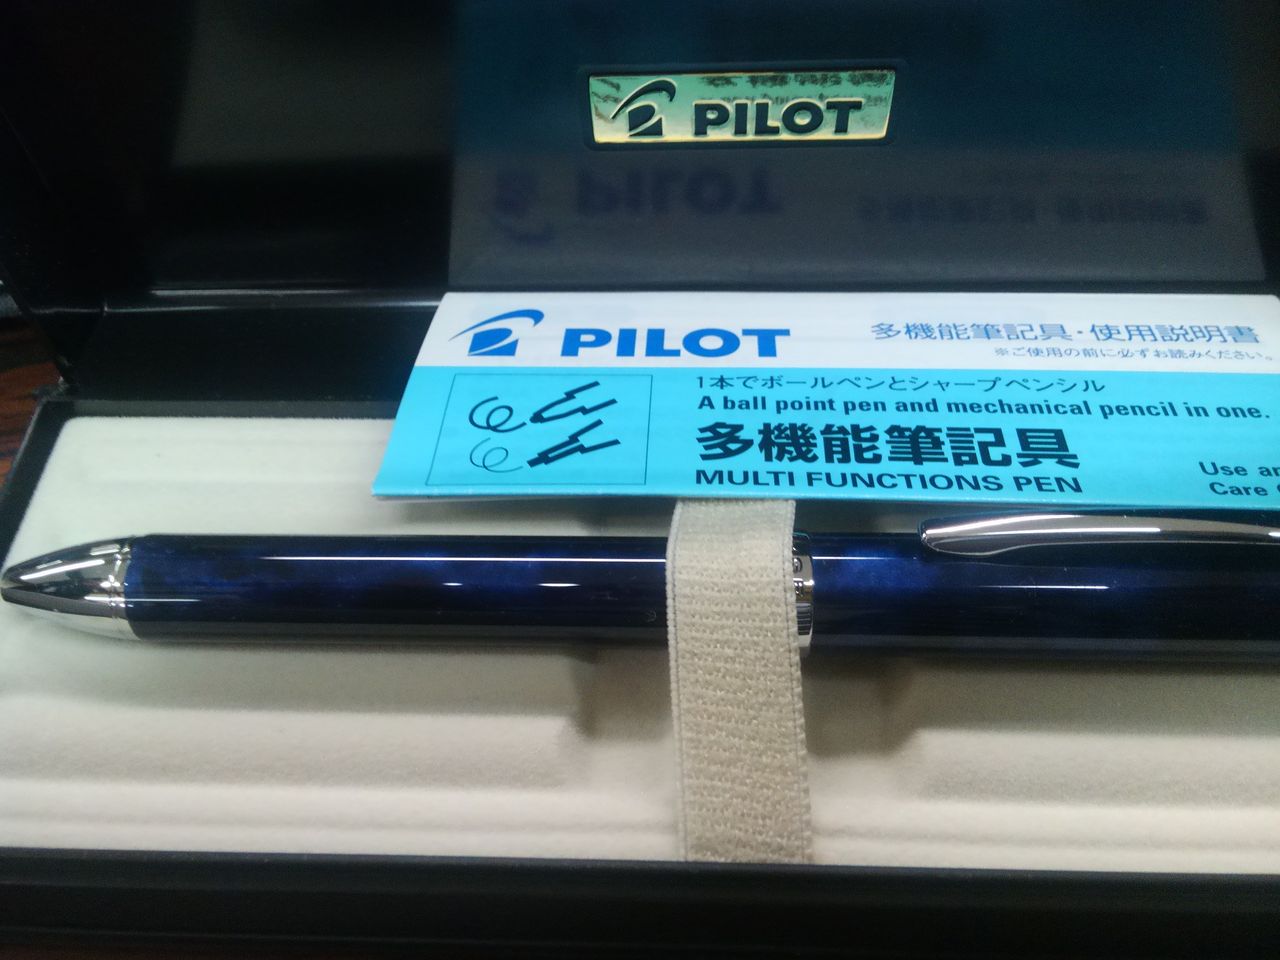 PILOT
PILOT
多機能筆記具・使用説明書
※ご使用の前に必ずお読みください。
1本でボールペンとシャープペンシル
A ball point pen and mechanical pencil in one.
多機能筆記具
MULTI FUNCTIONS PEN
Use
Care